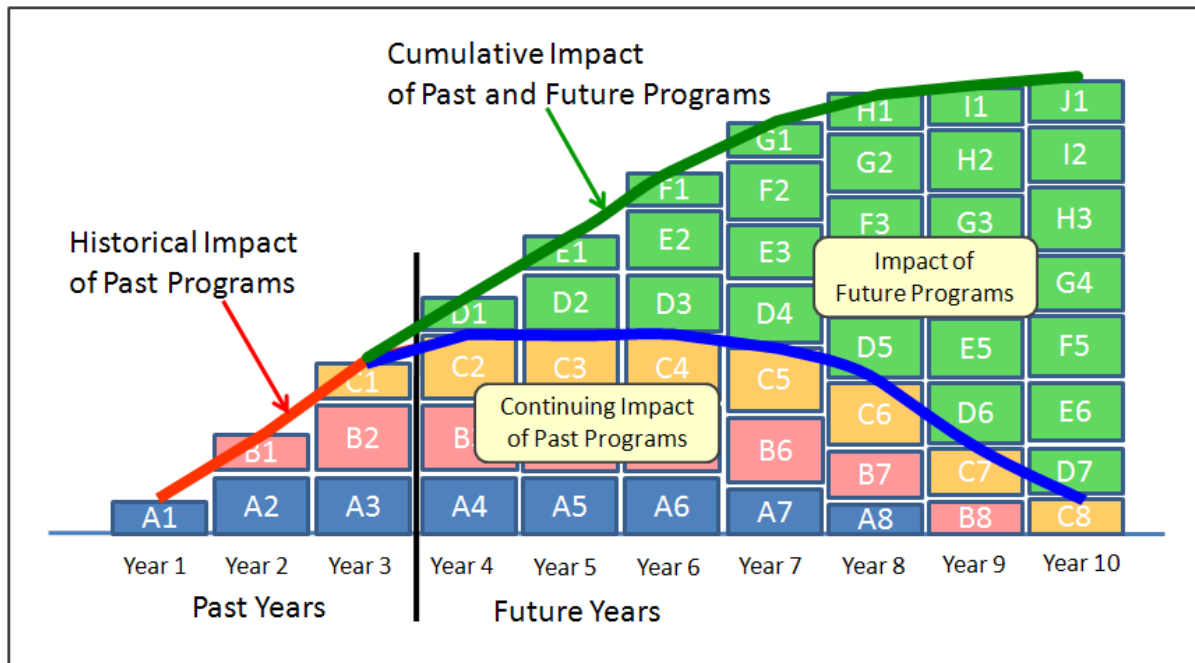 Cumulative Impact
of Past and Future Programs
Historical Impact
of Past Programs
Impact of
Future Programs
Continuing Impact
of Past Programs
J1
H1 I1
G1 I2
G2 H2
F1 F2 H3
F3 G3
E1 E2 E3 G4
D1 D2 D3 D4 D5 E5 F5
C1 C2 C3 C4 C5 C6 D6 E6
B1 B2 B6 B7 C7 D7
A1 A2 A3 A4 A5 A6 A7 A8 B8 C8
Year 1 Year 2 Year 3 Year 4 Year 5 Year 6 Year 7 Year 8 Year 9 Year 10
Past Years Future Years